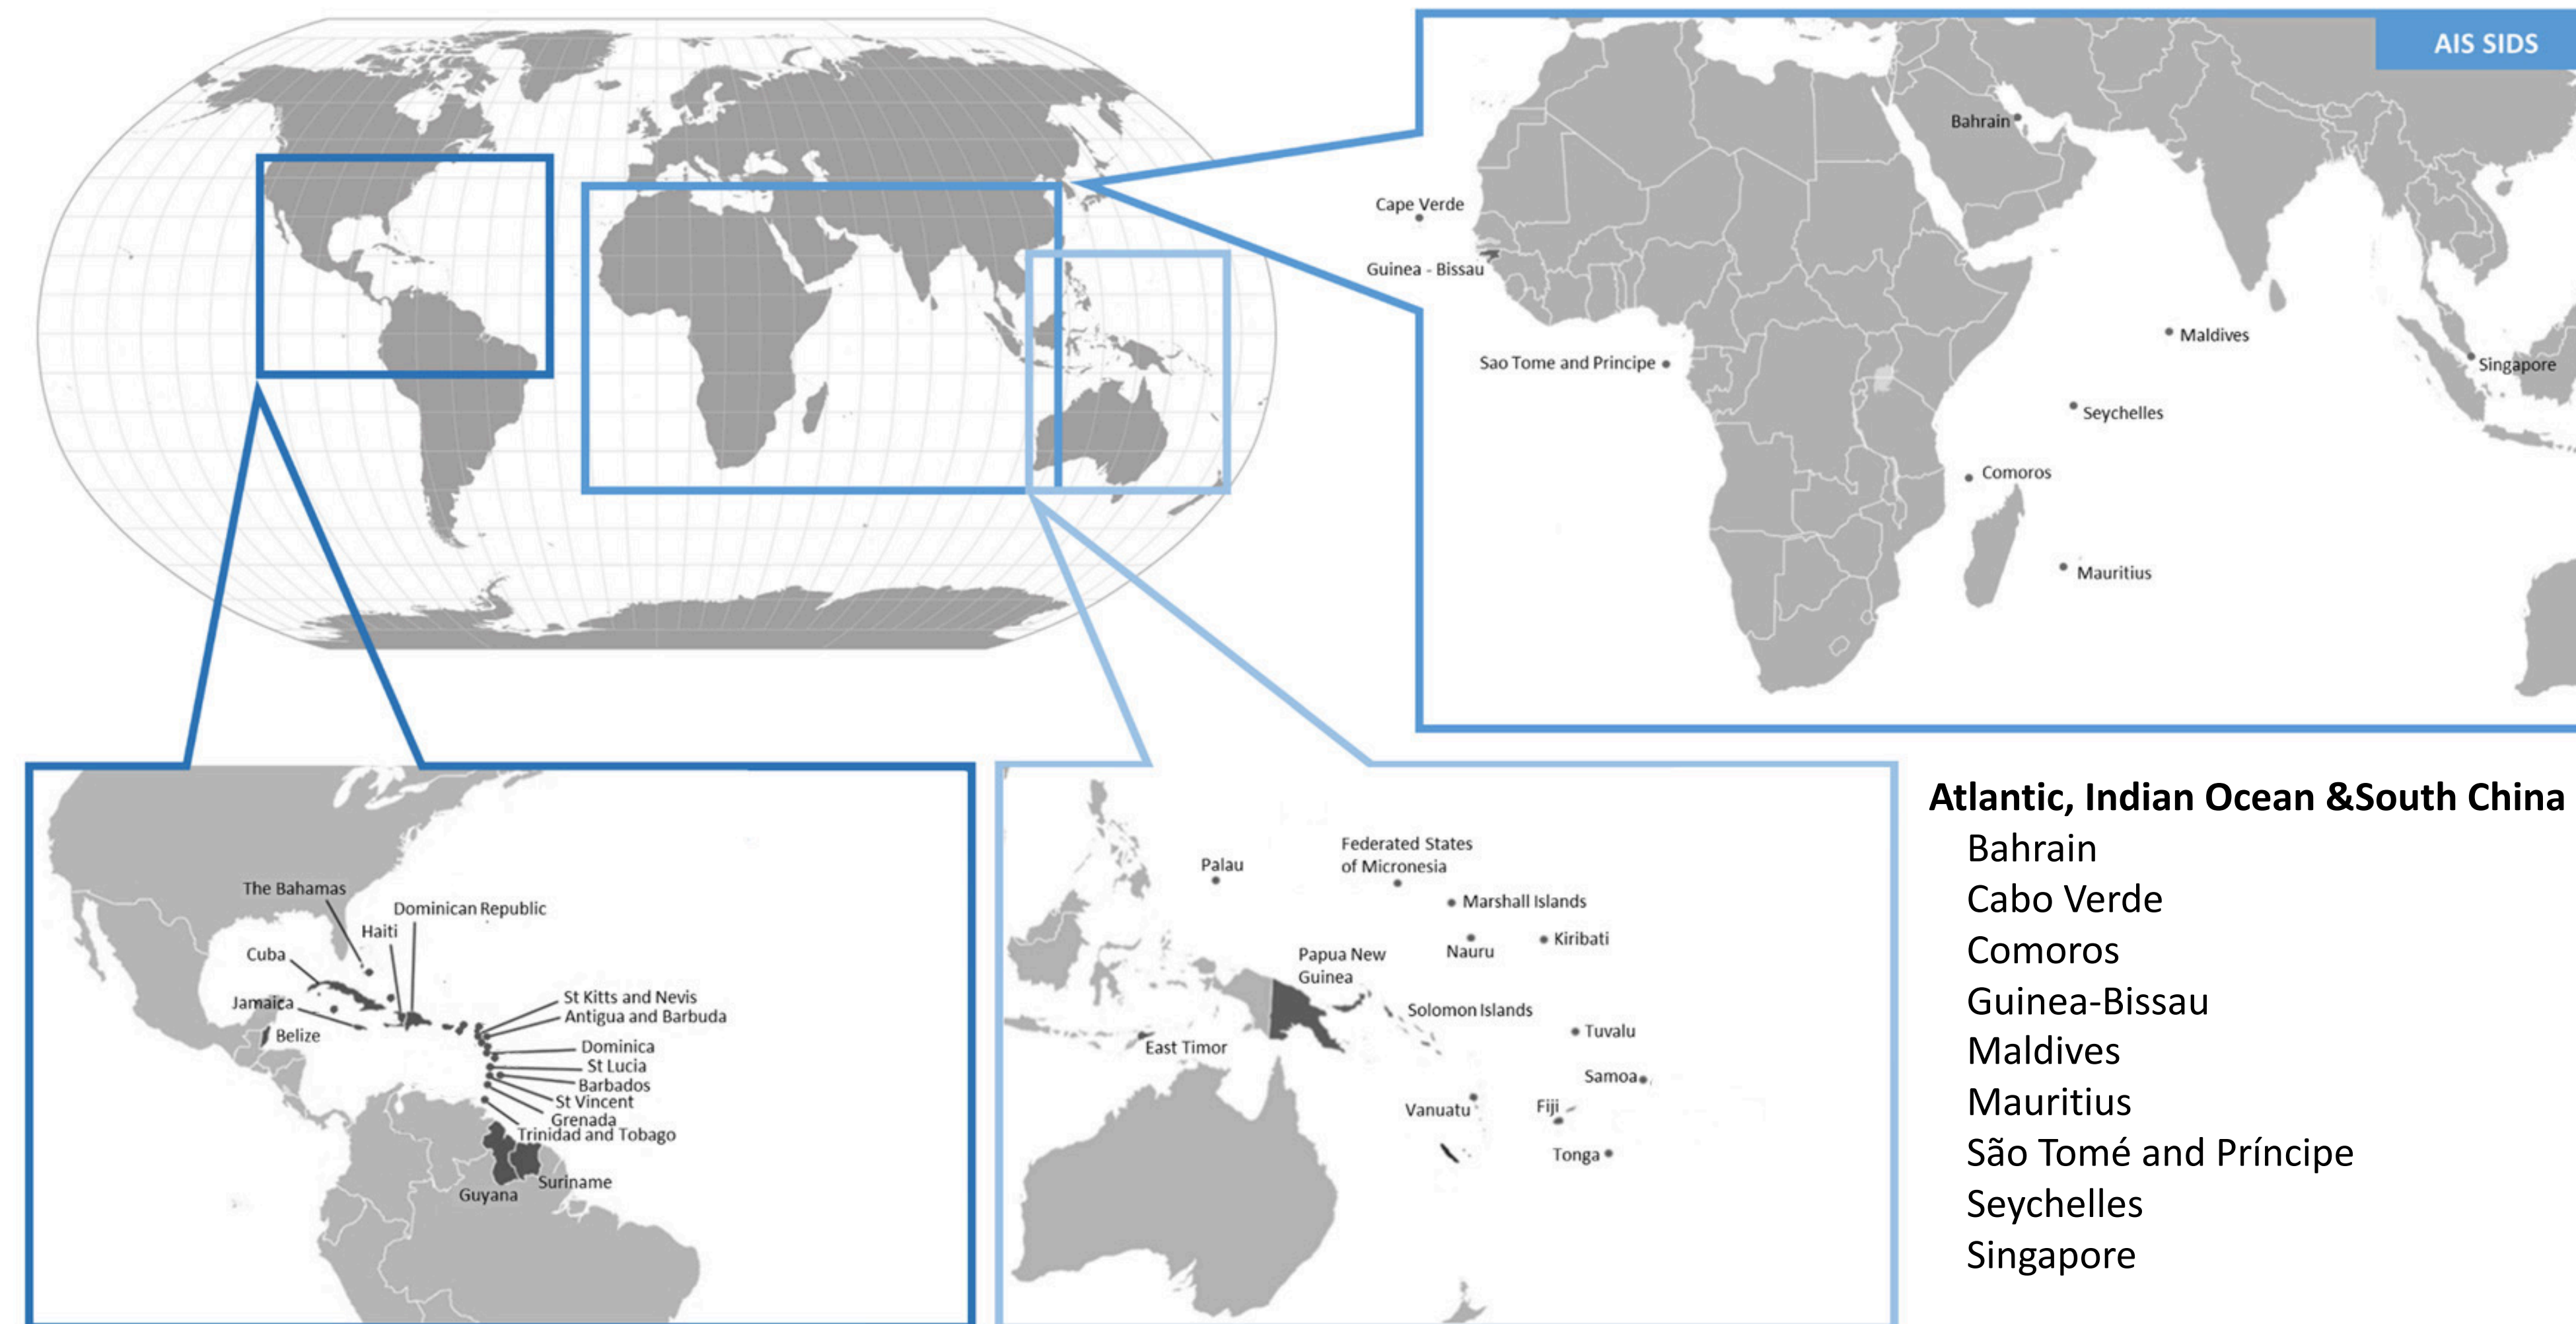 AIS SIDS
Bahrain
Cape Verde
Guinea - Bissau
Maldives
Sao Tome and Principe
Singapore
Seychelles
Comoros
Mauritius
The Bahamas
Dominican Republic
Haiti
Cuba
Jamaica
Belize
St Kitts and Nevis
Antigua and Barbuda
Dominica
St Lucia
Barbados
St Vincent
Grenada
Trinidad and Tobago
Suriname
Guyana
Federated States
of Micronesia
Palau
Marshall Islands
Kiribati
Nauru
Papua New
Guinea
Solomon Islands
Tuvalu
East Timor
Samoa
Vanuatu
Fiji
Tonga
Atlantic, Indian Ocean &South China
Bahrain
Cabo Verde
Comoros
Guinea-Bissau
Maldives
Mauritius
São Tomé and Príncipe
Seychelles
Singapore